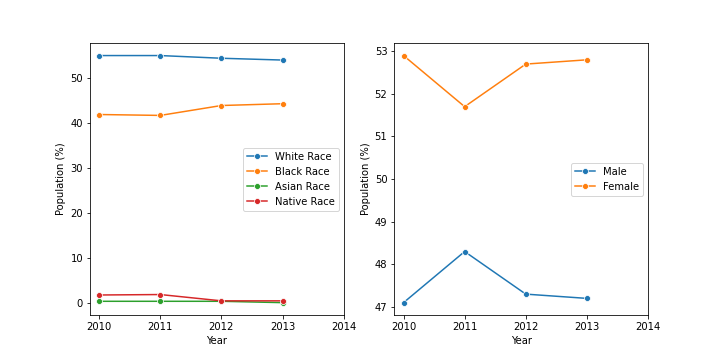 Population (%)
50
40
30
20
10
0
2010 2011 2012 2013 2014
Year
White Race
Black Race
Asian Race
Native Race
Population (%)
53
52
51
50
49
48
47
2010 2011 2012 2013 2014
Year
Male
Female